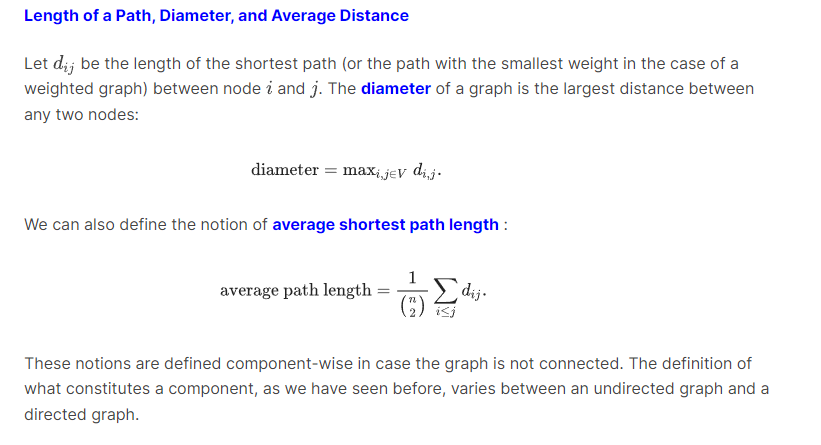 Length of a Path, Diameter, and Average Distance
Let d_{ij} be the length of the shortest path (or the path with the smallest weight in the case of a
weighted graph) between node i and j. The diameter of a graph is the largest distance between
any two nodes:
diameter = max_{i,j∈V} d_{i,j}.
We can also define the notion of average shortest path length :
average path length = \frac{1}{\binom{n}{2}} \sum_{i≤j} d_{ij}.
These notions are defined component-wise in case the graph is not connected. The definition of
what constitutes a component, as we have seen before, varies between an undirected graph and a
directed graph.